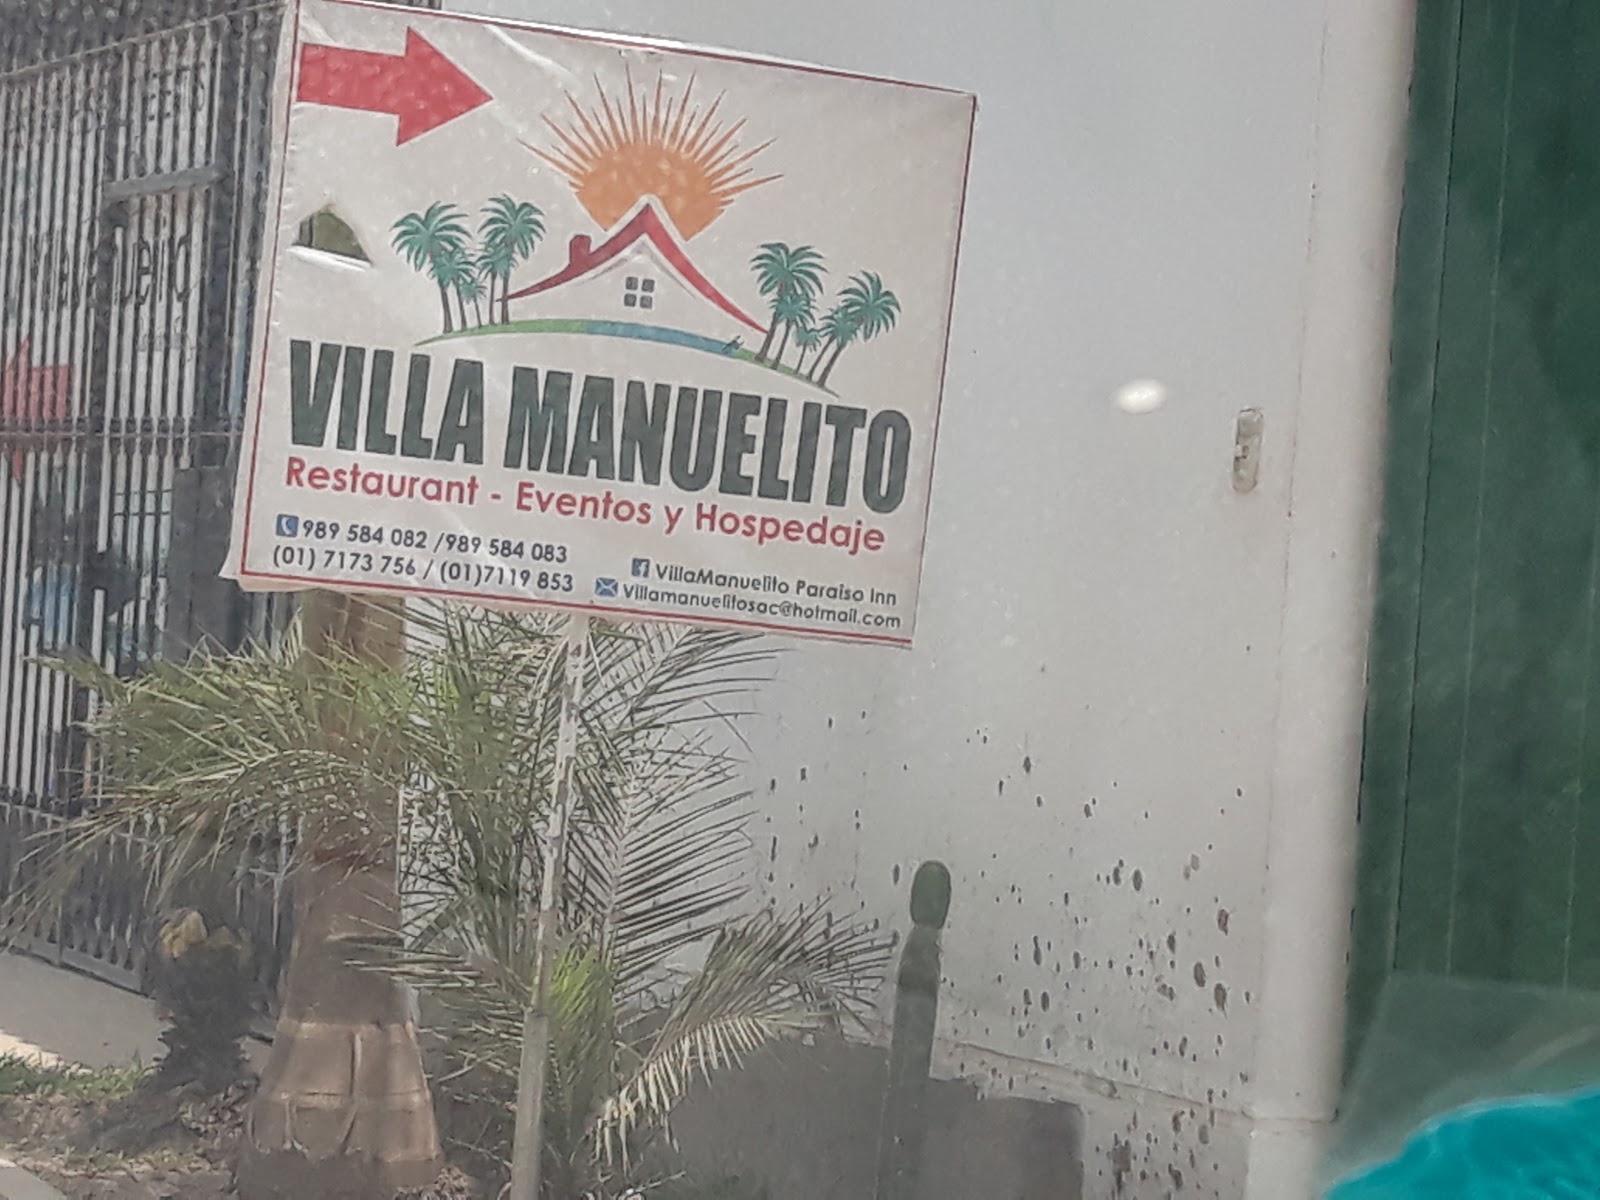 VILLA MANUELITO
Restaurant - Eventos y Hospedaje
989 584 082 /989 584 083
(01) 7173 756 / (01)7119 853
VillaManuelito Paraiso Inn
Villamanuelitosac@hotmail.com